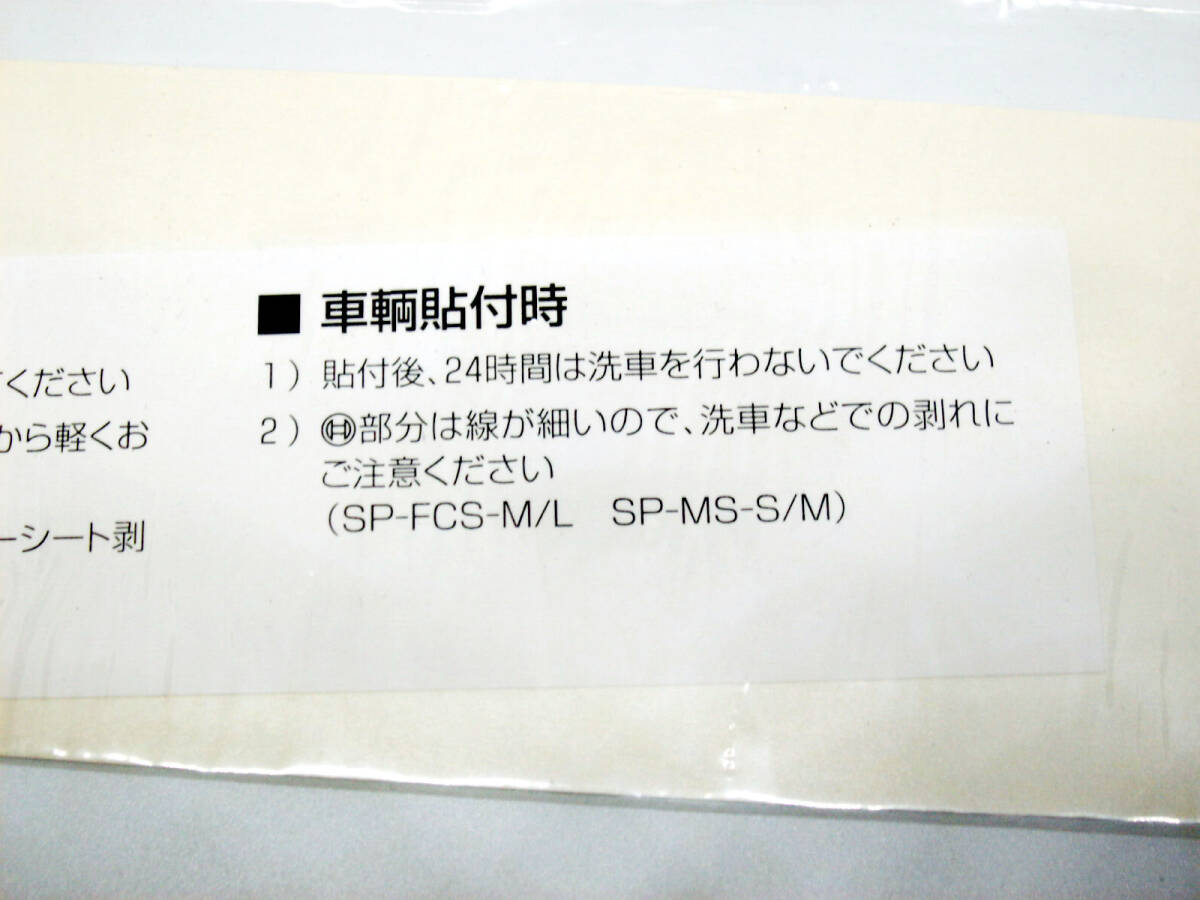 ■ 車輌貼付時
1) 貼付後、24時間は洗車を行わないでください
2) Ⓗ部分は線が細いので、洗車などでの剥れに
ご注意ください
(SP-FCS-M/L　SP-MS-S/M)
ください
から軽くお
ーシート剥